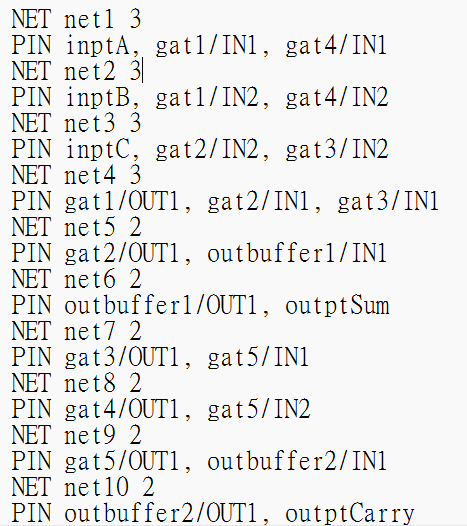 NET net1 3
PIN inptA, gat1/IN1, gat4/IN1
NET net2 3
PIN inptB, gat1/IN2, gat4/IN2
NET net3 3
PIN inptC, gat2/IN2, gat3/IN2
NET net4 3
PIN gat1/OUT1, gat2/IN1, gat3/IN1
NET net5 2
PIN gat2/OUT1, outbuffer1/IN1
NET net6 2
PIN outbuffer1/OUT1, outptSum
NET net7 2
PIN gat3/OUT1, gat5/IN1
NET net8 2
PIN gat4/OUT1, gat5/IN2
NET net9 2
PIN gat5/OUT1, outbuffer2/IN1
NET net10 2
PIN outbuffer2/OUT1, outptCarry